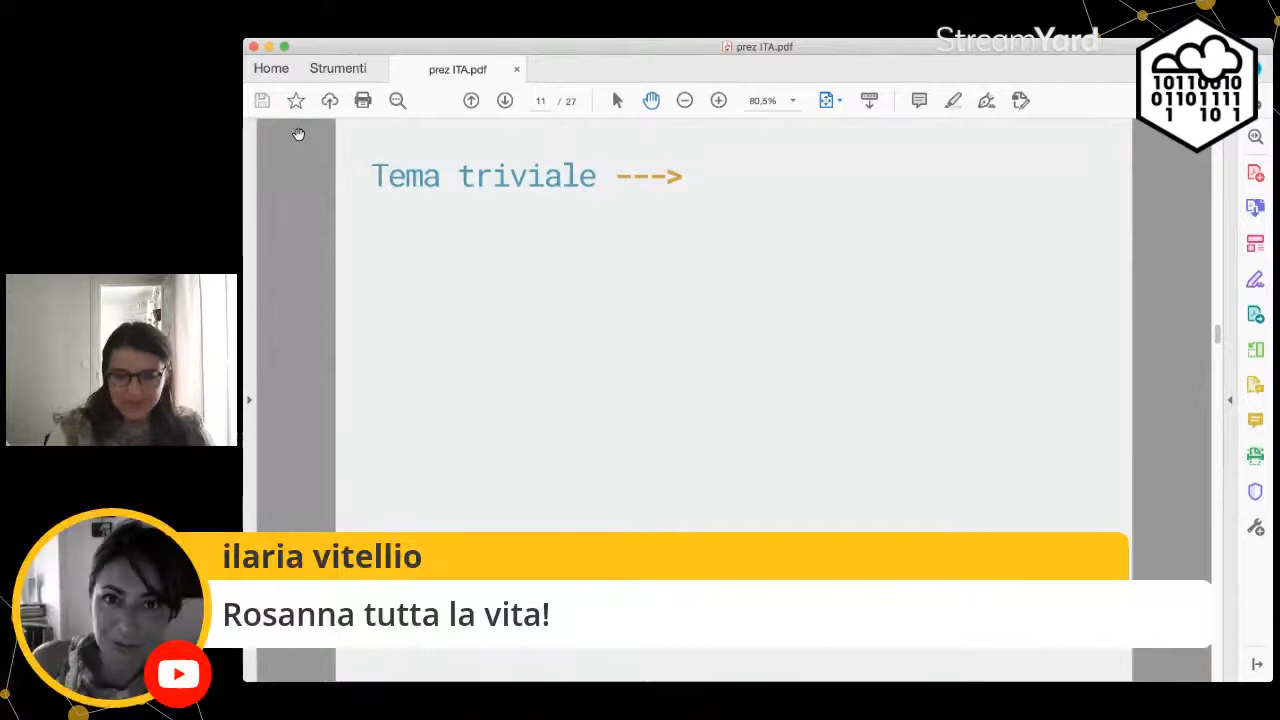 StreamYard
prez ITA.pdf
Home Strumenti prez ITA.pdf ×
11 / 27 80,5%
10110010
01101111
1 10 1
Tema triviale --->
ilaria vitellio
Rosanna tutta la vita!